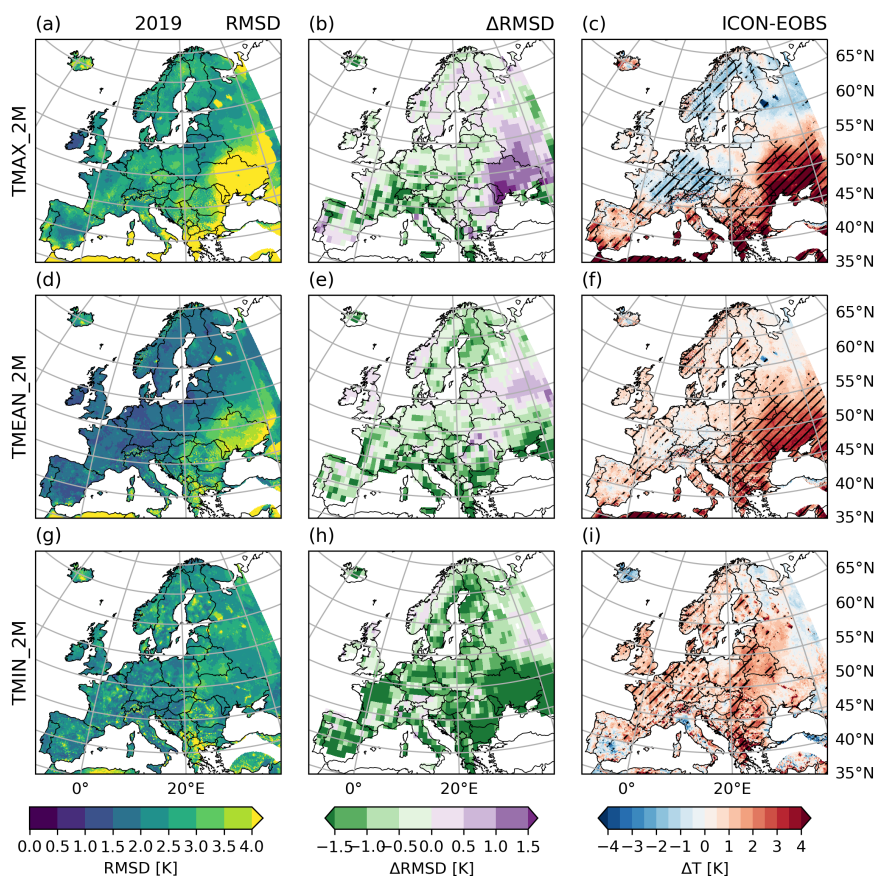 (a) 2019 RMSD (b) ΔRMSD (c) ICON-EOBS
TMAX_2M
65°N
60°N
55°N
50°N
45°N
40°N
35°N
(d) (e) (f)
TMEAN_2M
65°N
60°N
55°N
50°N
45°N
40°N
35°N
(g) (h) (i)
TMIN_2M
65°N
60°N
55°N
50°N
45°N
40°N
35°N
0° 20°E 0° 20°E 0° 20°E
0.0 0.5 1.0 1.5 2.0 2.5 3.0 3.5 4.0
RMSD [K]
−1.5 −1.0 −0.5 0.0 0.5 1.0 1.5
ΔRMSD [K]
−4 −3 −2 −1 0 1 2 3 4
ΔT [K]